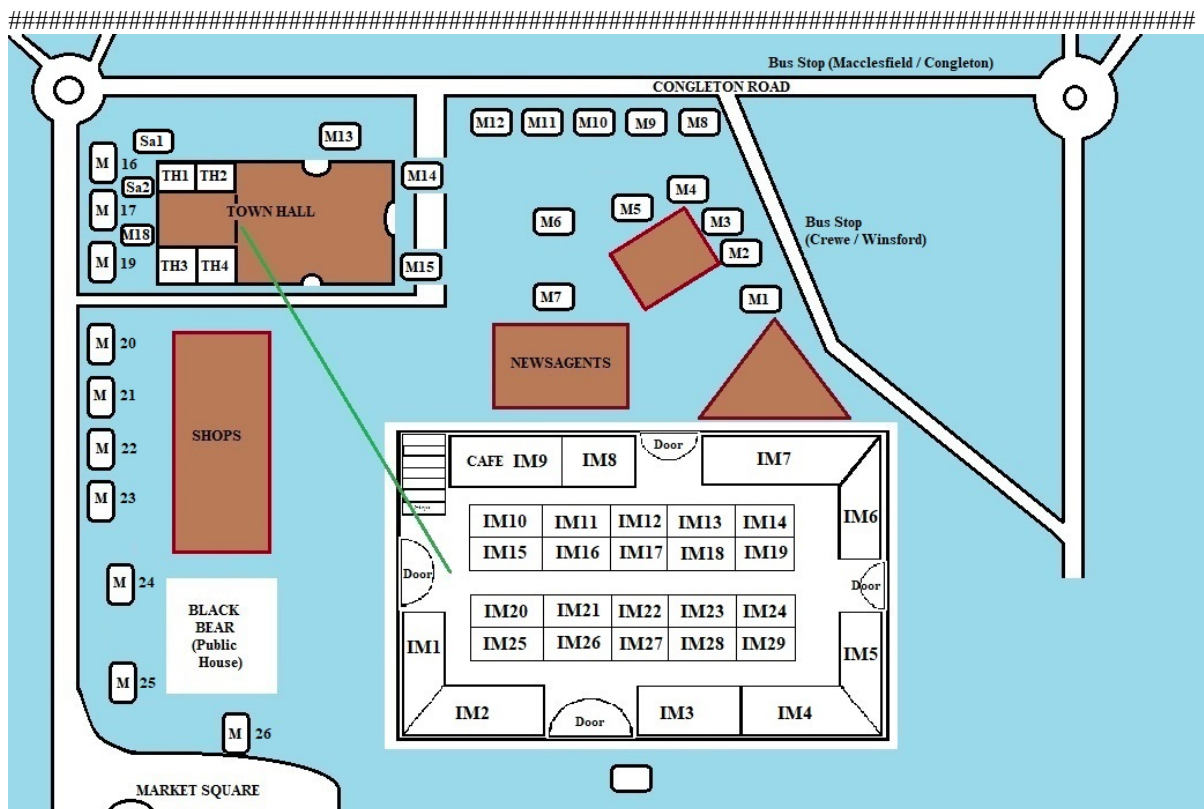 ##############################################################################################
Bus Stop (Macclesfield / Congleton)
CONGLETON ROAD
M12 M11 M10 M9 M8
M13
Sa1
M 16
TH1 TH2
M14
Sa2
M4
M5
M3
M 17
TOWN HALL
M6
Bus Stop
(Crewe / Winsford)
M18
M2
M 19
TH3 TH4
M15
M7
M1
M 20
NEWSAGENTS
M 21
SHOPS
M 22
M 23
CAFE IM9
IM8
Door
IM7
IM10 IM11 IM12 IM13 IM14
IM6
IM15 IM16 IM17 IM18 IM19
Door
Door
M 24
BLACK
BEAR
(Public
House)
IM20 IM21 IM22 IM23 IM24
IM25 IM26 IM27 IM28 IM29
IM1
IM5
M 25
IM2
Door
IM3
IM4
M 26
MARKET SQUARE